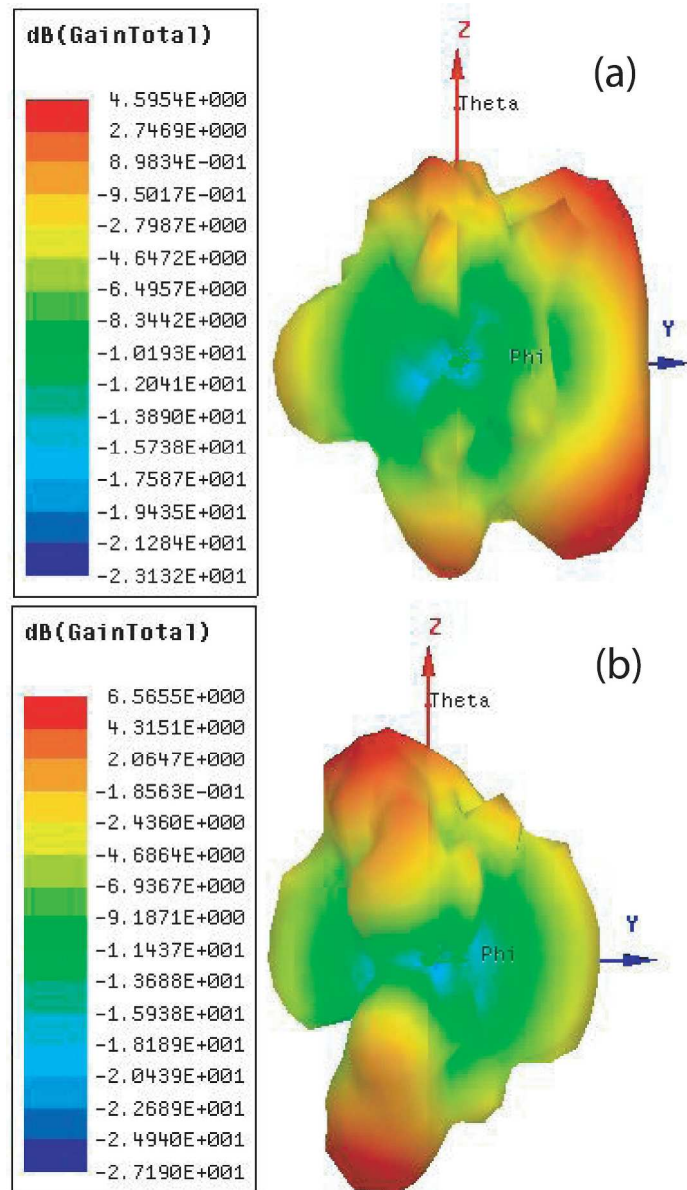 dB(GainTotal)
4.5954E+000
2.7469E+000
8.9834E-001
-9.5017E-001
-2.7987E+000
-4.6472E+000
-6.4957E+000
-8.3442E+000
-1.0193E+001
-1.2041E+001
-1.3890E+001
-1.5738E+001
-1.7587E+001
-1.9435E+001
-2.1284E+001
-2.3132E+001
Z
(a)
Theta
Y
Phi
dB(GainTotal)
6.5655E+000
4.3151E+000
2.0647E+000
-1.8563E-001
-2.4360E+000
-4.6864E+000
-6.9367E+000
-9.1871E+000
-1.1437E+001
-1.3688E+001
-1.5938E+001
-1.8189E+001
-2.0439E+001
-2.2689E+001
-2.4940E+001
-2.7190E+001
Z
(b)
Theta
Y
Phi